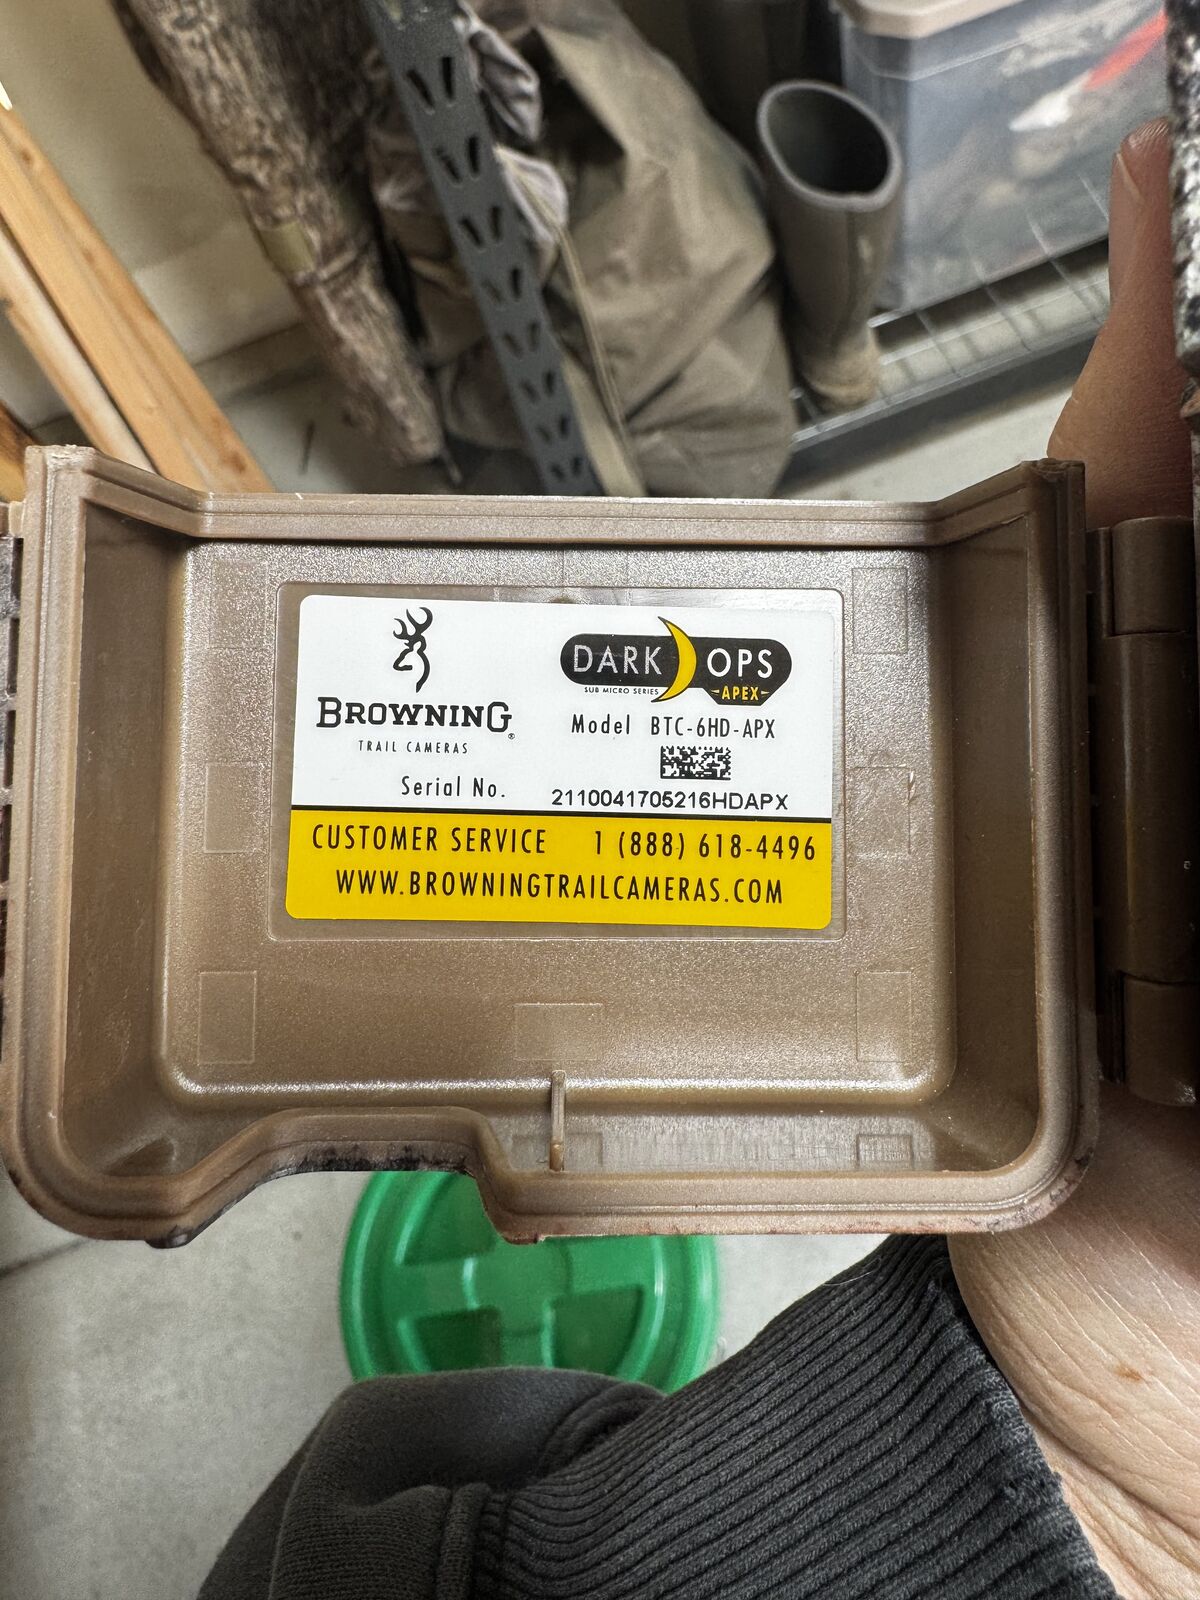 BROWNING®
TRAIL CAMERAS
DARK OPS
SUB MICRO SERIES
APEX
Model BTC-6HD-APX
Serial No. 2110041705216HDAPX
CUSTOMER SERVICE 1 (888) 618-4496
WWW.BROWNINGTRAILCAMERAS.COM